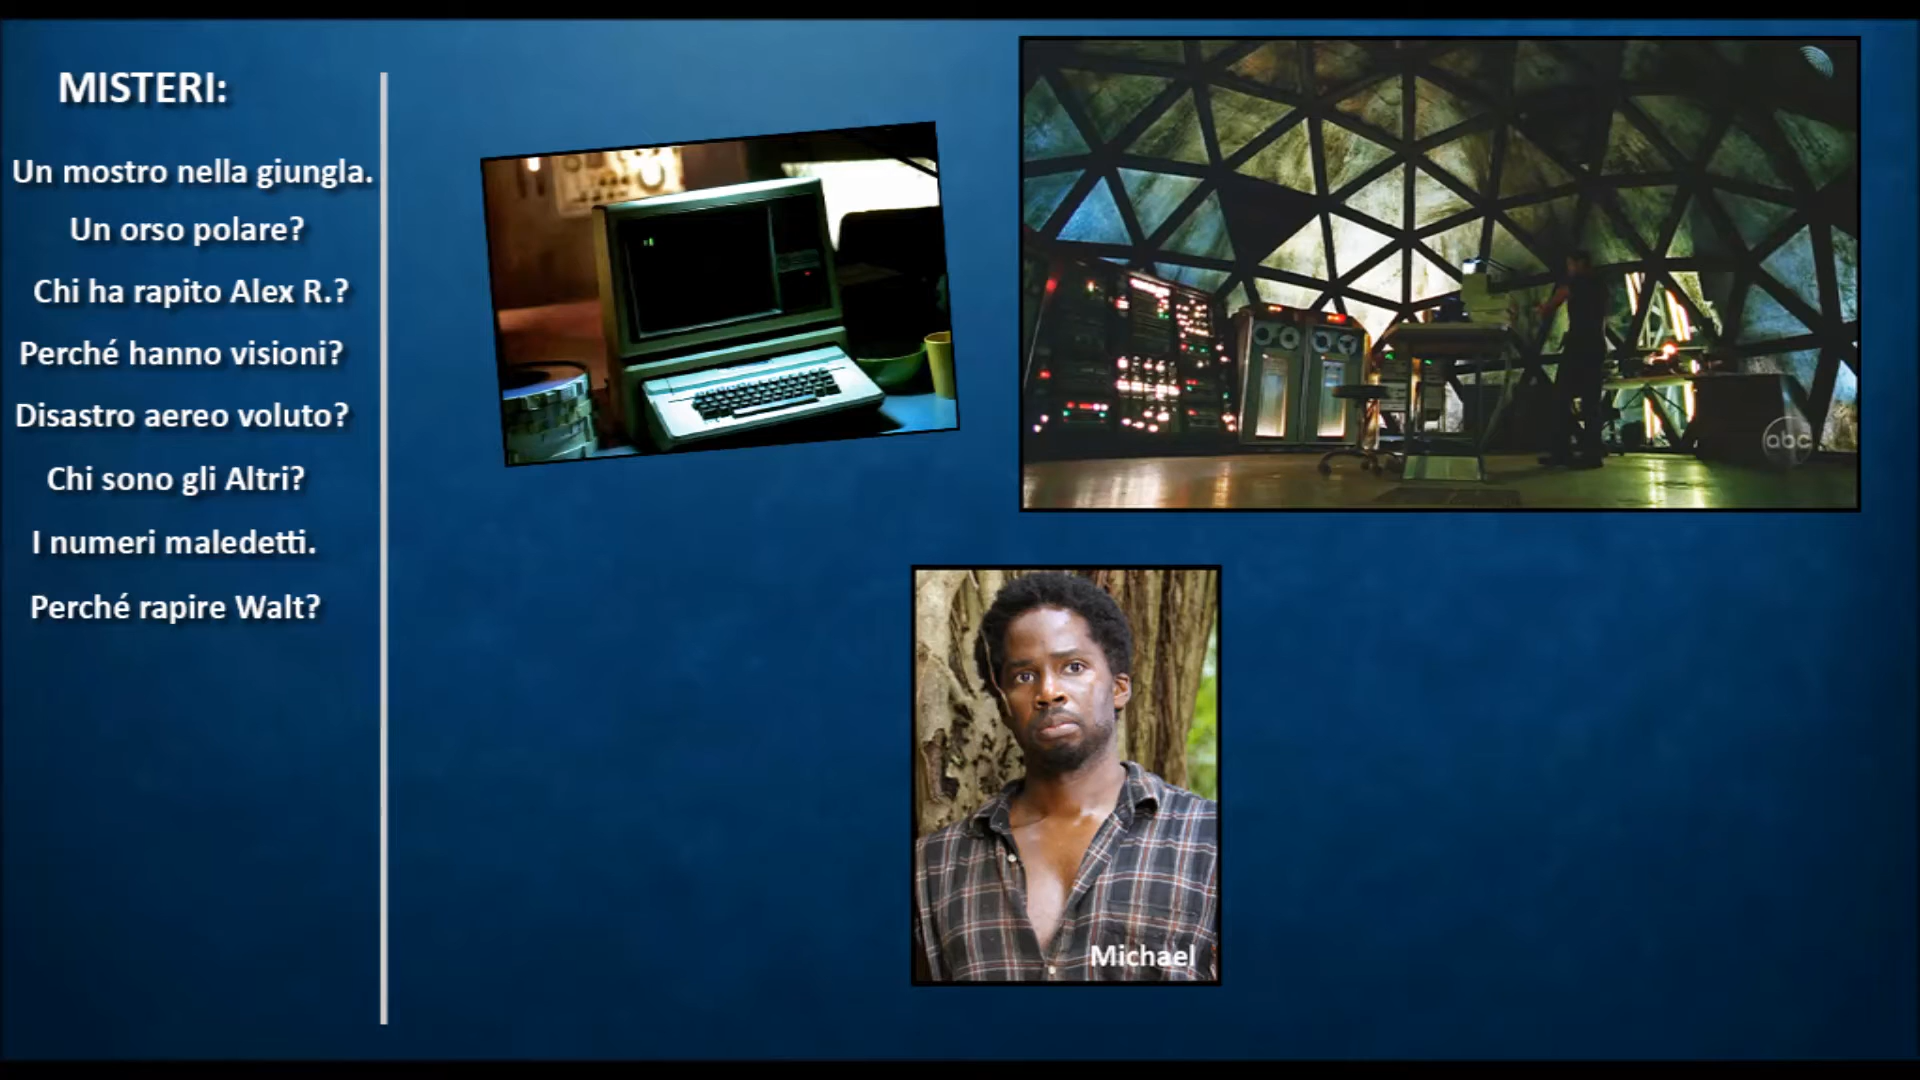 MISTERI:
Un mostro nella giungla.
Un orso polare?
Chi ha rapito Alex R.?
Perché hanno visioni?
Disastro aereo voluto?
Chi sono gli Altri?
I numeri maledetti.
Perché rapire Walt?
abc
Michael